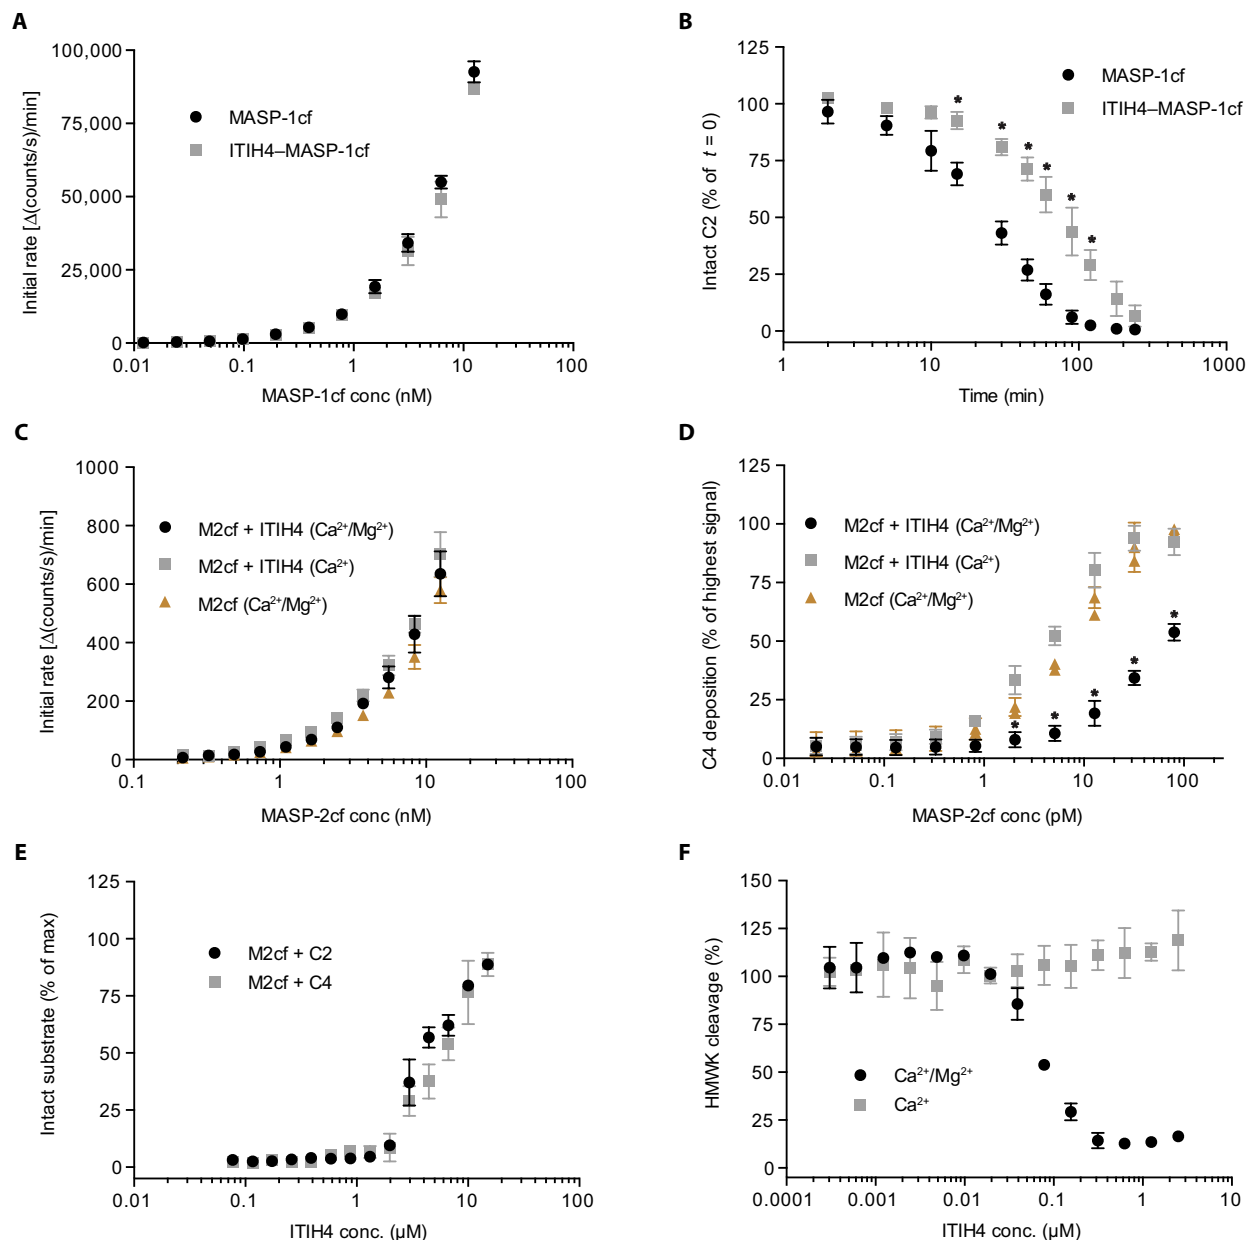 A
100,000
75,000
50,000
25,000
0
0.01 0.1 1 10 100
Initial rate [Δ(counts/s)/min]
MASP-1cf conc (nM)
MASP-1cf
ITIH4–MASP-1cf
B
125
100
75
50
25
0
1 10 100 1000
Intact C2 (% of t = 0)
Time (min)
MASP-1cf
ITIH4–MASP-1cf
* * * * * *
C
1000
800
600
400
200
0
0.1 1 10 100
Initial rate [Δ(counts/s)/min]
MASP-2cf conc (nM)
M2cf + ITIH4 (Ca²⁺/Mg²⁺)
M2cf + ITIH4 (Ca²⁺)
M2cf (Ca²⁺/Mg²⁺)
D
125
100
75
50
25
0
0.01 0.1 1 10 100
C4 deposition (% of highest signal)
MASP-2cf conc (pM)
M2cf + ITIH4 (Ca²⁺/Mg²⁺)
M2cf + ITIH4 (Ca²⁺)
M2cf (Ca²⁺/Mg²⁺)
* * * * *
E
125
100
75
50
25
0
0.01 0.1 1 10 100
Intact substrate (% of max)
ITIH4 conc. (µM)
M2cf + C2
M2cf + C4
F
150
125
100
75
50
25
0
0.0001 0.001 0.01 0.1 1 10
HMWK cleavage (%)
ITIH4 conc. (µM)
Ca²⁺/Mg²⁺
Ca²⁺